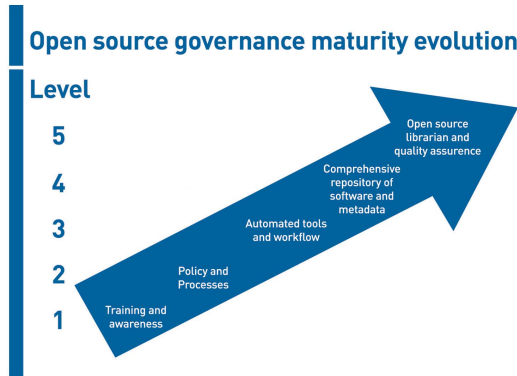 Open source governance maturity evolution
Level
5
Open source
librarian and
quality assurence
4
Comprehensive
repository of
software and
metadata
3
Automated tools
and workflow
2
Policy and
Processes
1
Training and
awareness